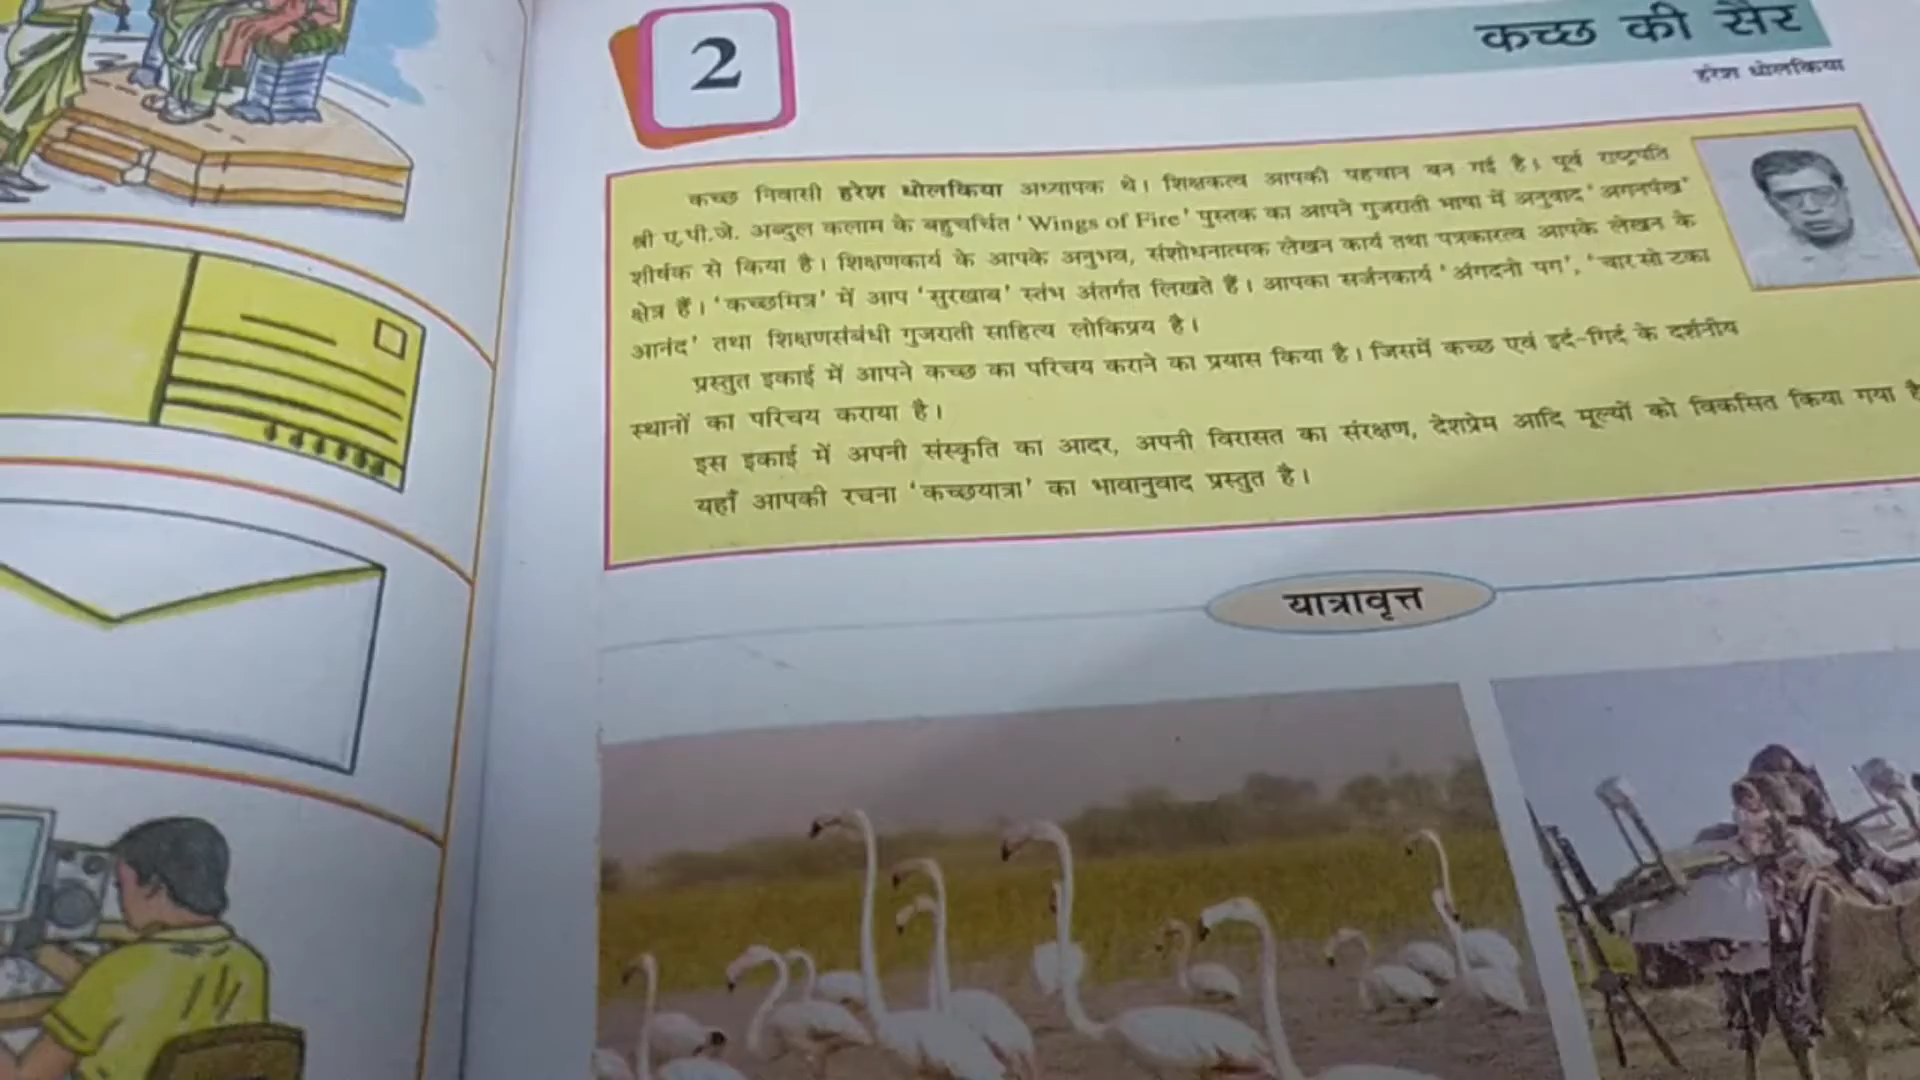 2
कच्छ की सैर
हरेश धोलकिया
कच्छ निवासी हरेश धोलकिया अध्यापक थे। शिक्षकत्व आपकी पहचान बन गई है। पूर्व राष्ट्रपति
श्री ए.पी.जे. अब्दुल कलाम के बहुचर्चित 'Wings of Fire' पुस्तक का आपने गुजराती भाषा में अनुवाद 'अगनपंख'
शीर्षक से किया है। शिक्षणकार्य के आपके अनुभव, संशोधनात्मक लेखन कार्य तथा पत्रकारत्व आपके लेखन के
क्षेत्र हैं। 'कच्छमित्र' में आप 'सुरखाब' स्तंभ अंतर्गत लिखते हैं। आपका सर्जनकार्य 'अंगदनो पग', 'चार सो टका
आनंद' तथा शिक्षणसंबंधी गुजराती साहित्य लोकिप्रय है।
प्रस्तुत इकाई में आपने कच्छ का परिचय कराने का प्रयास किया है। जिसमें कच्छ एवं इर्द-गिर्द के दर्शनीय
स्थानों का परिचय कराया है।
इस इकाई में अपनी संस्कृति का आदर, अपनी विरासत का संरक्षण, देशप्रेम आदि मूल्यों को विकसित किया गया है
यहाँ आपकी रचना 'कच्छयात्रा' का भावानुवाद प्रस्तुत है।
यात्रावृत्त